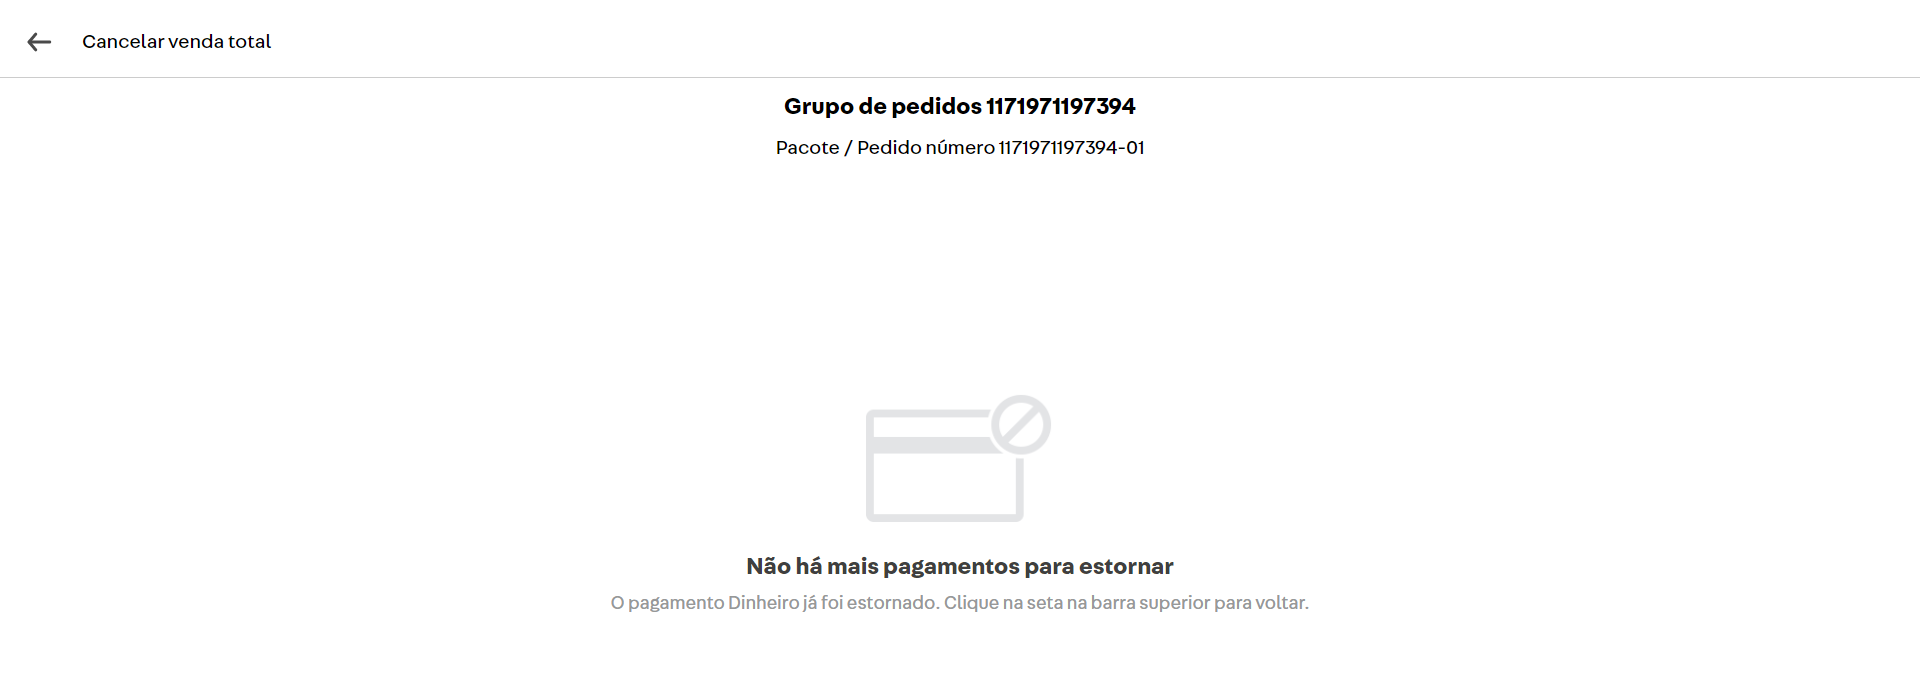 Cancelar venda total
Grupo de pedidos 1171971197394
Pacote / Pedido número 1171971197394-01
Não há mais pagamentos para estornar
O pagamento Dinheiro já foi estornado. Clique na seta na barra superior para voltar.